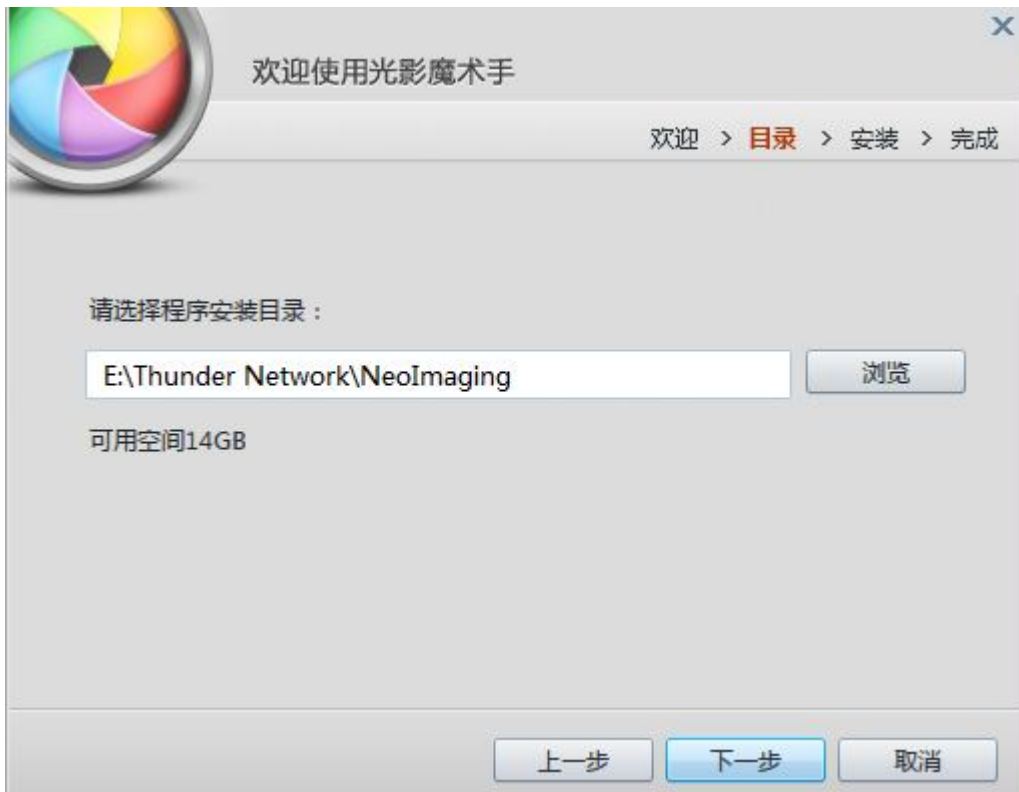 欢迎使用光影魔术手
欢迎 > 目录 > 安装 > 完成
请选择程序安装目录：
E:\Thunder Network\NeoImaging
浏览
可用空间14GB
上一步
下一步
取消